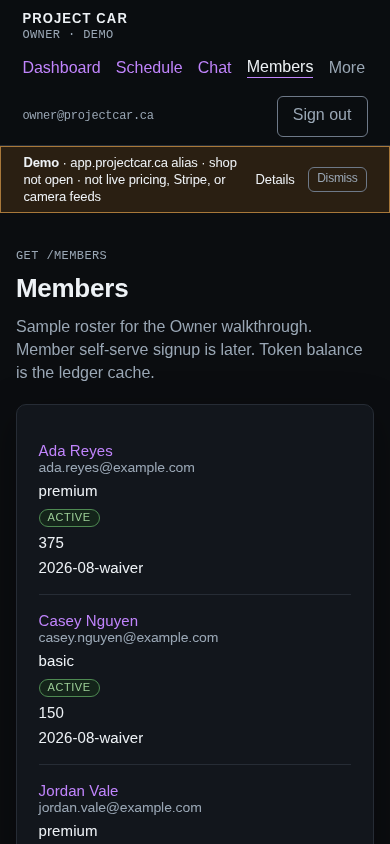 PROJECT CAR
OWNER · DEMO
Dashboard Schedule Chat Members More
owner@projectcar.ca Sign out
Demo · app.projectcar.ca alias · shop
not open · not live pricing, Stripe, or
camera feeds
Details Dismiss
GET /MEMBERS
Members
Sample roster for the Owner walkthrough.
Member self-serve signup is later. Token balance
is the ledger cache.
Ada Reyes
ada.reyes@example.com
premium
ACTIVE
375
2026-08-waiver
Casey Nguyen
casey.nguyen@example.com
basic
ACTIVE
150
2026-08-waiver
Jordan Vale
jordan.vale@example.com
premium